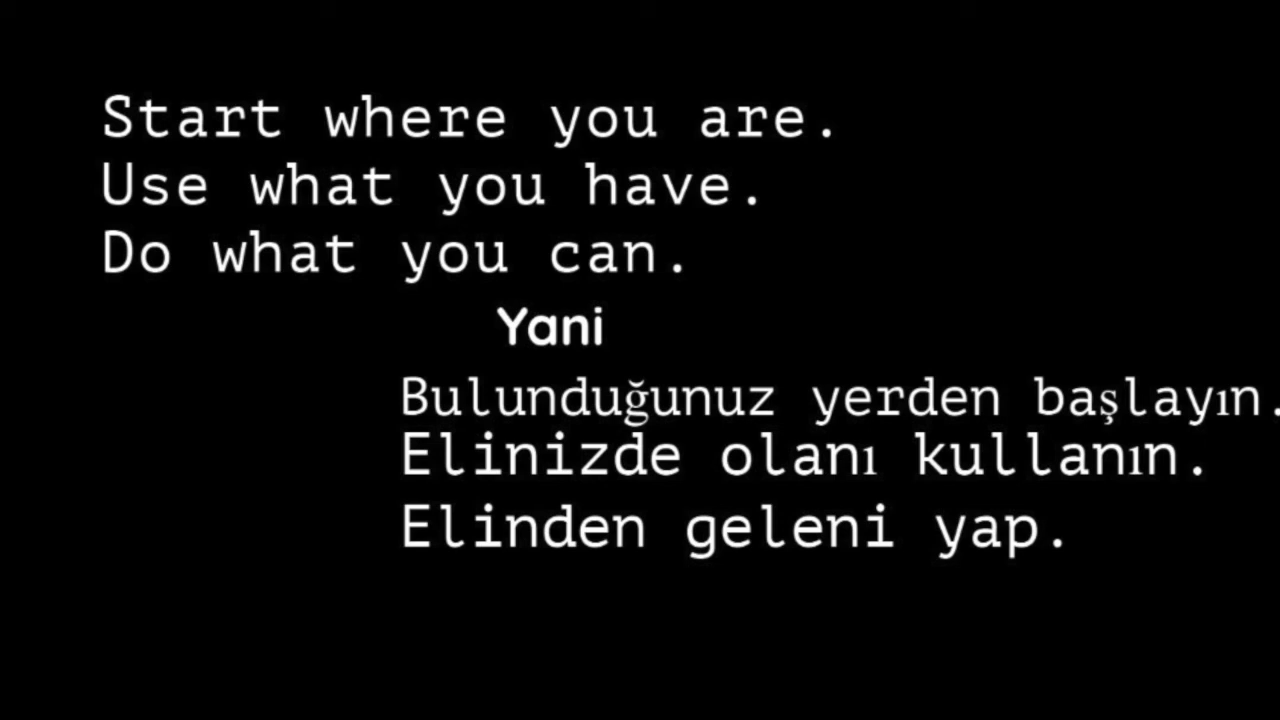 Start where you are.
Use what you have.
Do what you can.
Yani
Bulunduğunuz yerden başlayın.
Elinizde olanı kullanın.
Elinden geleni yap.